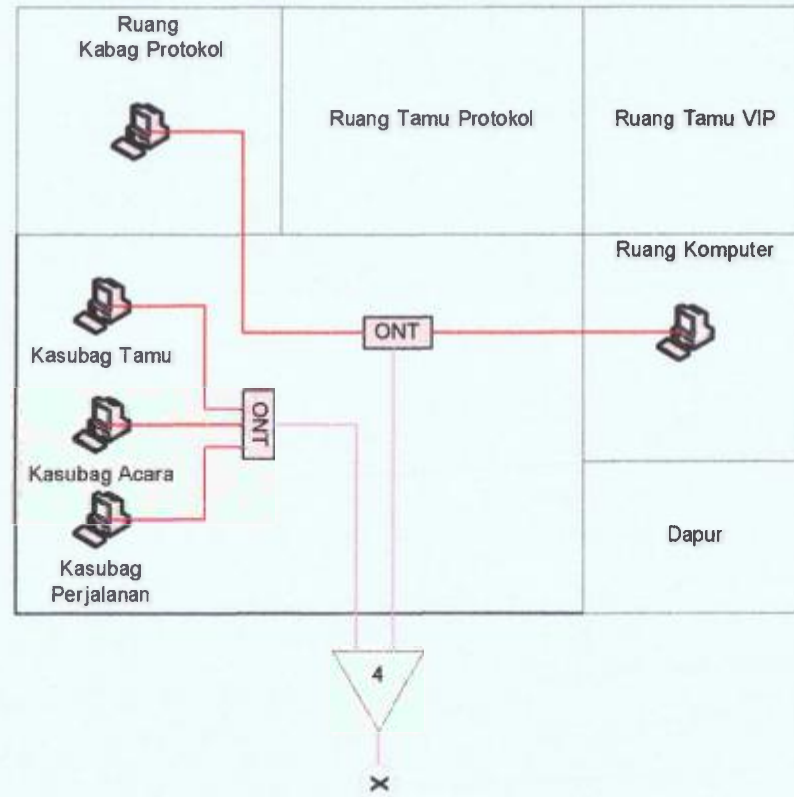 Ruang
Kabag Protokol
Ruang Tamu Protokol
Ruang Tamu VIP
Ruang Komputer
ONT
Kasubag Tamu
ONT
Kasubag Acara
Kasubag
Perjalanan
Dapur
4
X